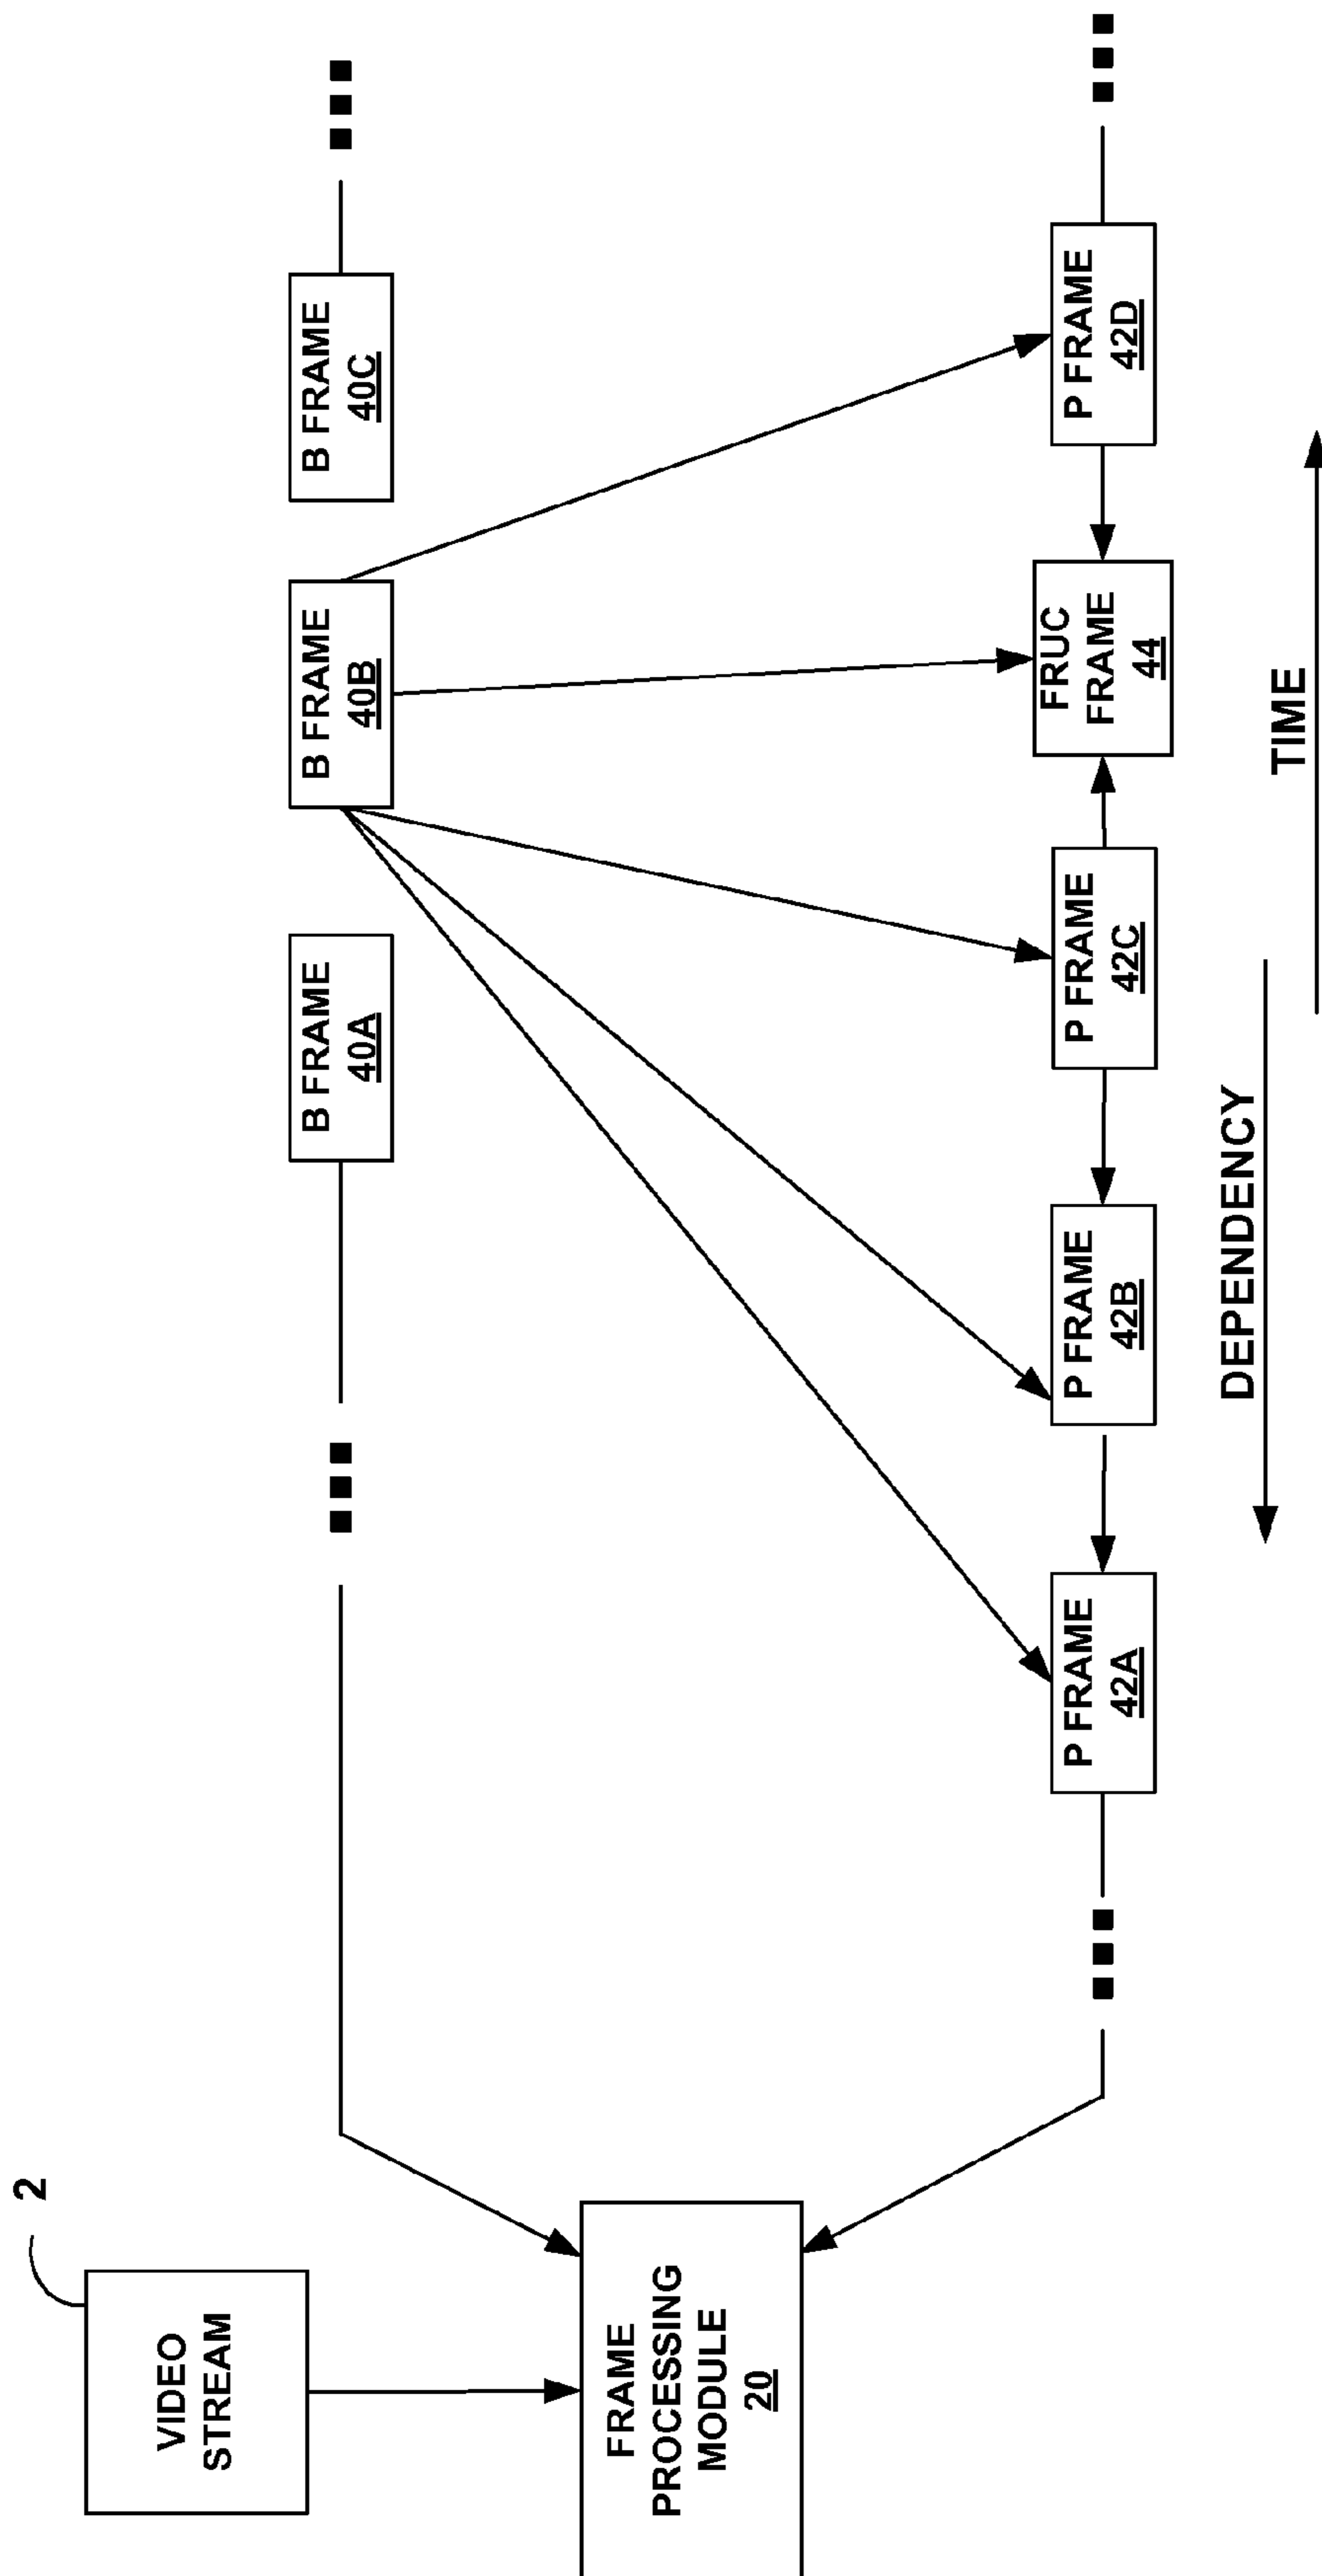 2
VIDEO
STREAM
FRAME
PROCESSING
MODULE
20
B FRAME
40A
B FRAME
40B
B FRAME
40C
P FRAME
42A
P FRAME
42B
P FRAME
42C
FRUC
FRAME
44
P FRAME
42D
DEPENDENCY
TIME